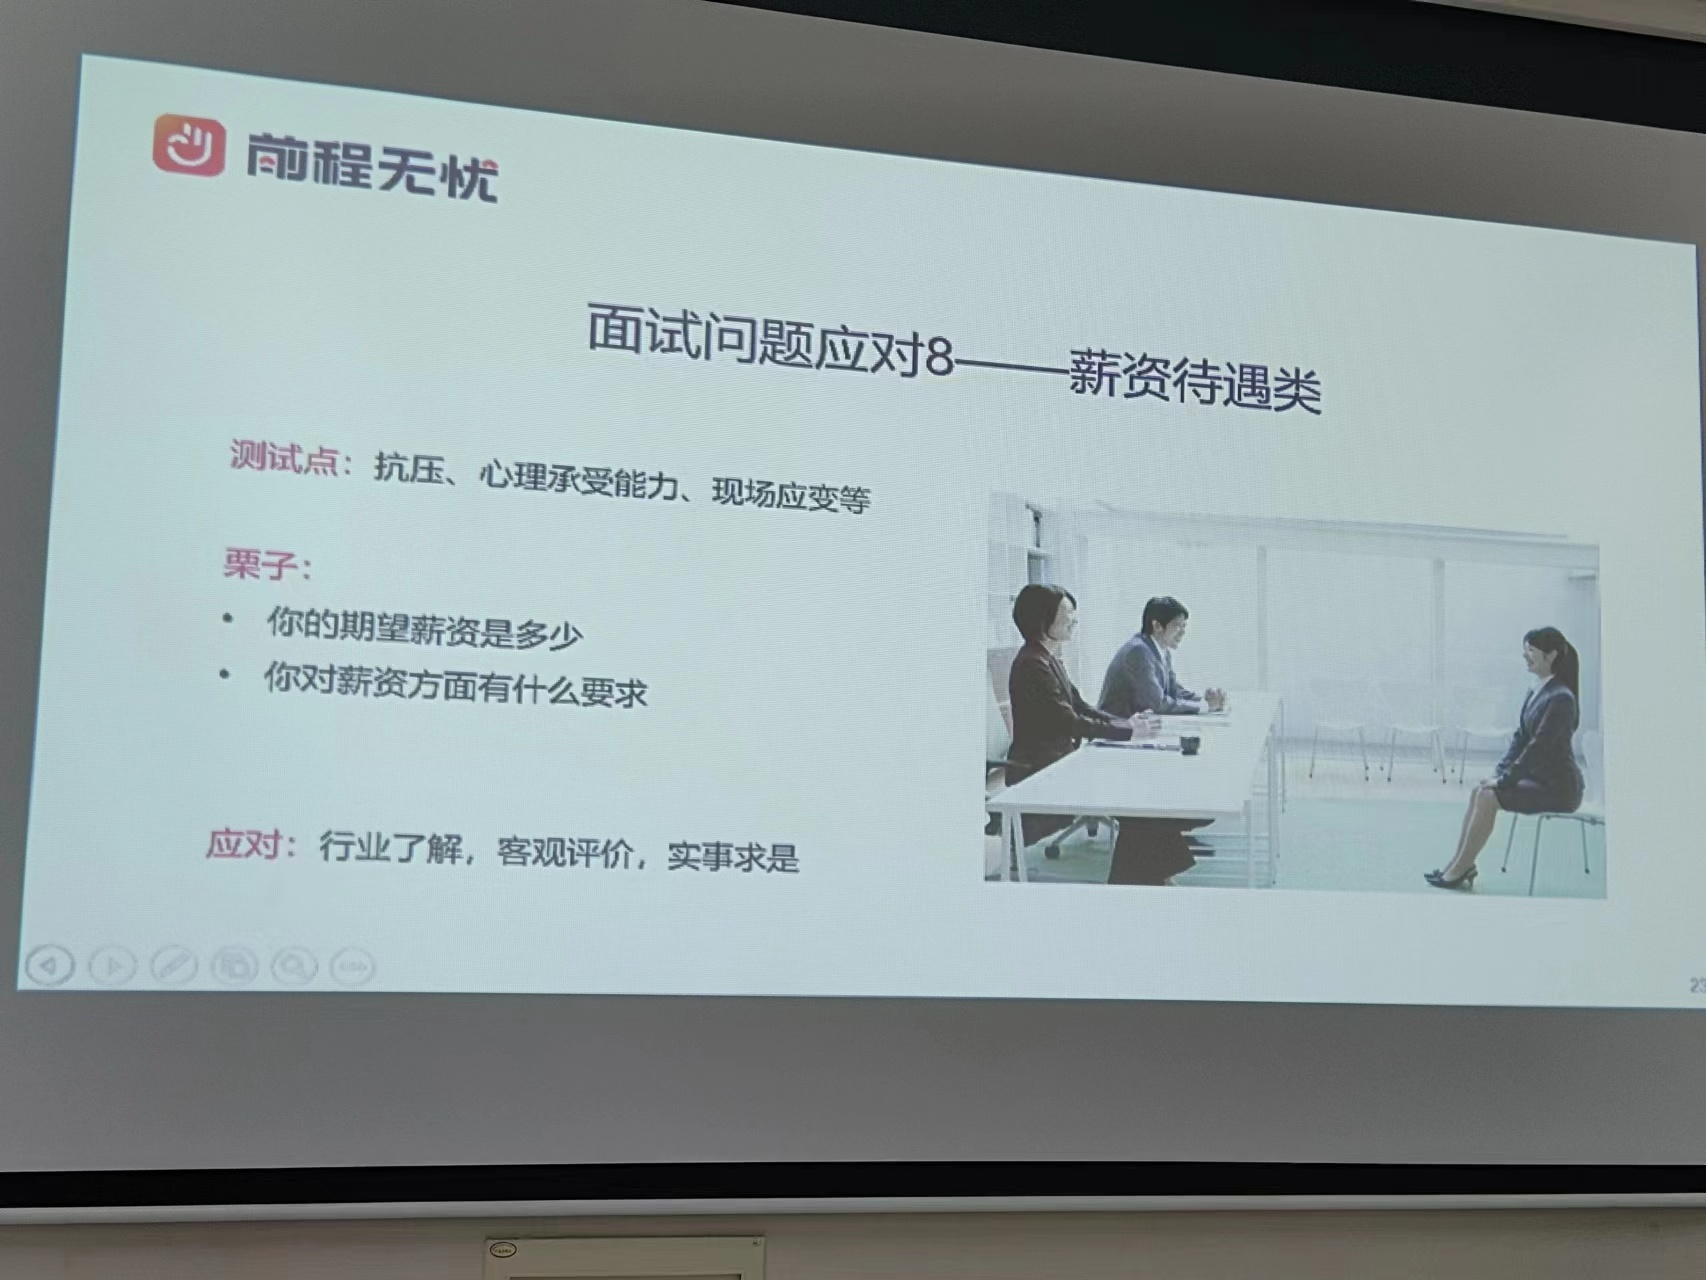 前程无忧
面试问题应对8——薪资待遇类
测试点：抗压、心理承受能力、现场应变等
栗子：
• 你的期望薪资是多少
• 你对薪资方面有什么要求
应对：行业了解，客观评价，实事求是
23